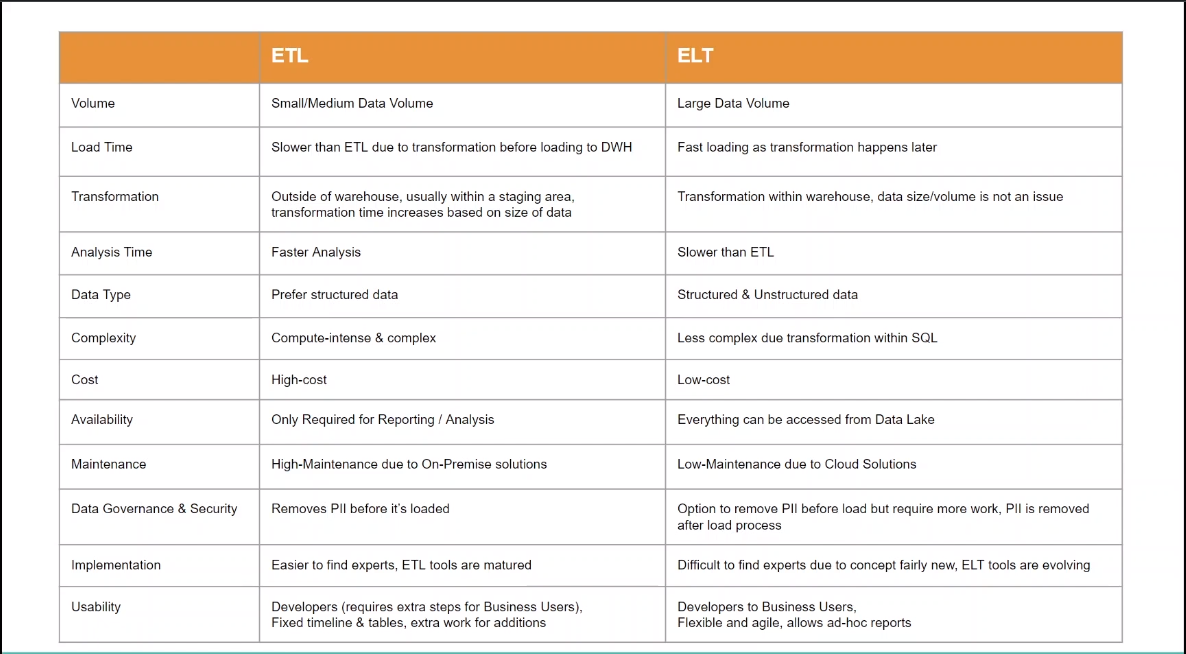 ETL
ELT
Volume
Small/Medium Data Volume
Large Data Volume
Load Time
Slower than ETL due to transformation before loading to DWH
Fast loading as transformation happens later
Transformation
Outside of warehouse, usually within a staging area,
transformation time increases based on size of data
Transformation within warehouse, data size/volume is not an issue
Analysis Time
Faster Analysis
Slower than ETL
Data Type
Prefer structured data
Structured & Unstructured data
Complexity
Compute-intense & complex
Less complex due transformation within SQL
Cost
High-cost
Low-cost
Availability
Only Required for Reporting / Analysis
Everything can be accessed from Data Lake
Maintenance
High-Maintenance due to On-Premise solutions
Low-Maintenance due to Cloud Solutions
Data Governance & Security
Removes PII before it's loaded
Option to remove PII before load but require more work, PII is removed
after load process
Implementation
Easier to find experts, ETL tools are matured
Difficult to find experts due to concept fairly new, ELT tools are evolving
Usability
Developers (requires extra steps for Business Users),
Fixed timeline & tables, extra work for additions
Developers to Business Users,
Flexible and agile, allows ad-hoc reports